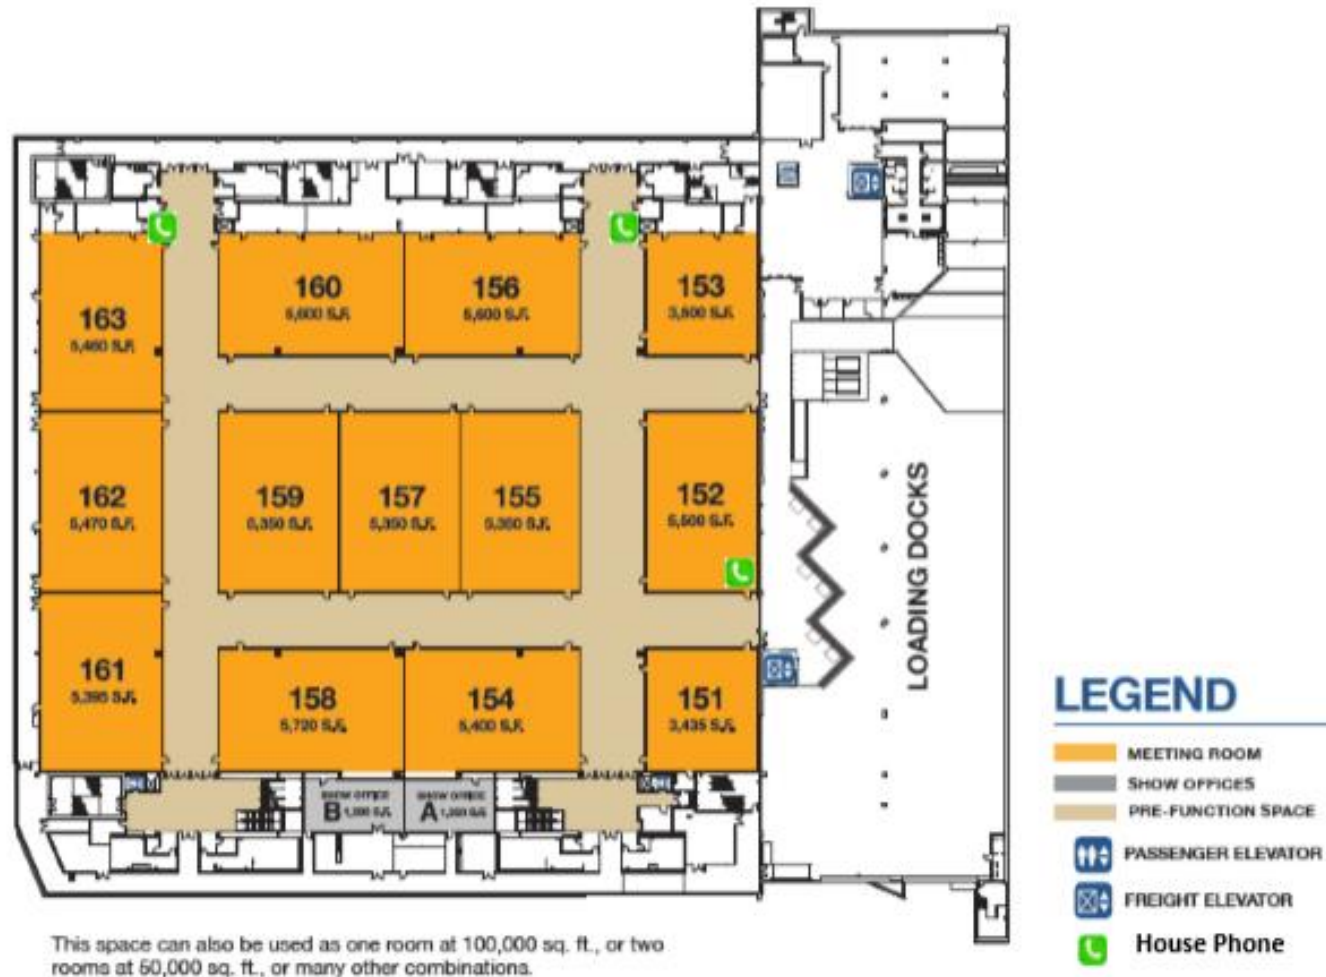 163
5,460 S.F.
160
5,600 S.F.
156
5,600 S.F.
153
3,500 S.F.
162
5,470 S.F.
159
5,350 S.F.
157
5,350 S.F.
155
5,350 S.F.
152
5,500 S.F.
LOADING DOCKS
161
5,395 S.F.
158
5,720 S.F.
154
5,400 S.F.
151
3,435 S.F.
SHOW OFFICE
B
SHOW OFFICE
A
LEGEND
MEETING ROOM
SHOW OFFICES
PRE-FUNCTION SPACE
PASSENGER ELEVATOR
FREIGHT ELEVATOR
House Phone
This space can also be used as one room at 100,000 sq. ft., or two
rooms at 50,000 sq. ft., or many other combinations.